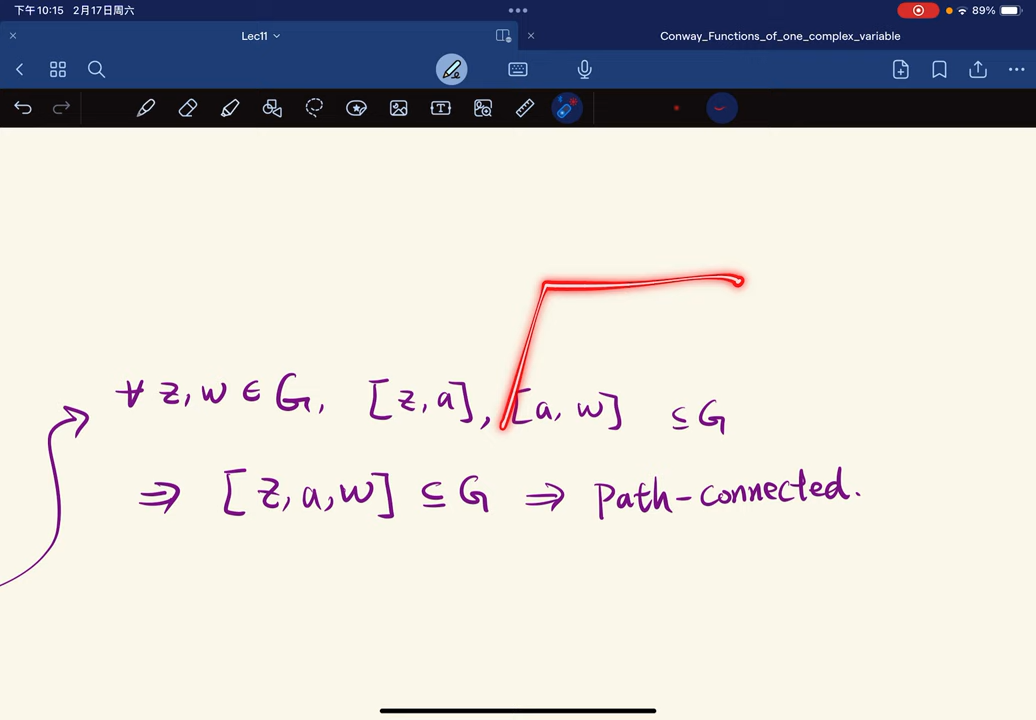 下午10:15 2月17日周六
89%
Lec11
Conway_Functions_of_one_complex_variable
∀ z, w ∈ G, [z, a], [a, w] ⊆ G
⇒ [z, a, w] ⊆ G ⇒ Path-connected.